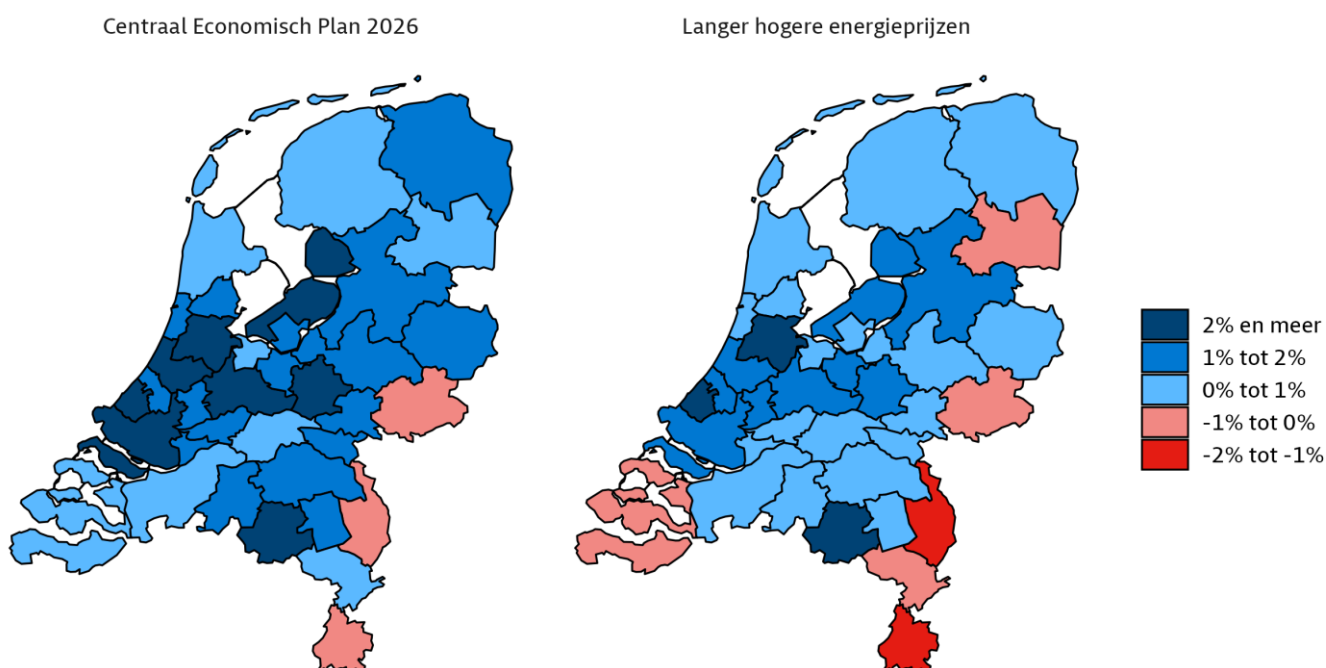 Centraal Economisch Plan 2026
Langer hogere energieprijzen
2% en meer
1% tot 2%
0% tot 1%
-1% tot 0%
-2% tot -1%